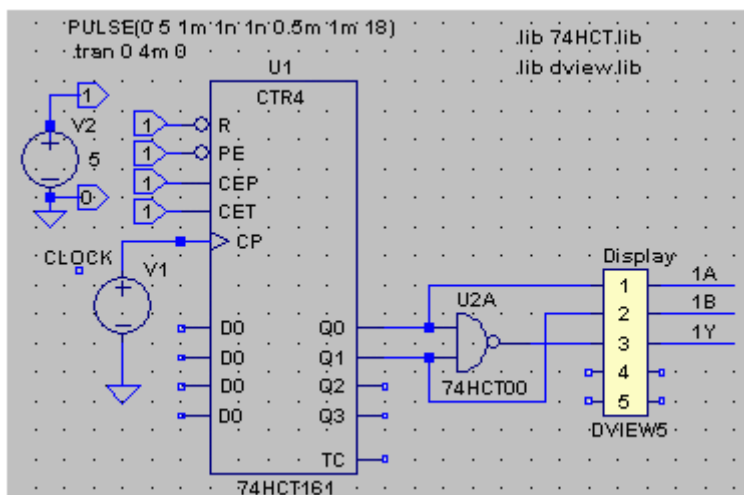 PULSE(0 5 1m 1n 1n 0.5m 1m 18)
.tran 0 4m 0
.lib 74HCT.lib
.lib dview.lib
U1
CTR4
1
V2
5
0
1 R
1 PE
1 CEP
1 CET
CP
CLOCK
V1
D0 Q0
D0 Q1
D0 Q2
D0 Q3
TC
74HCT161
U2A
74HCT00
Display
1 1A
2 1B
3 1Y
4
5
DVIEW5